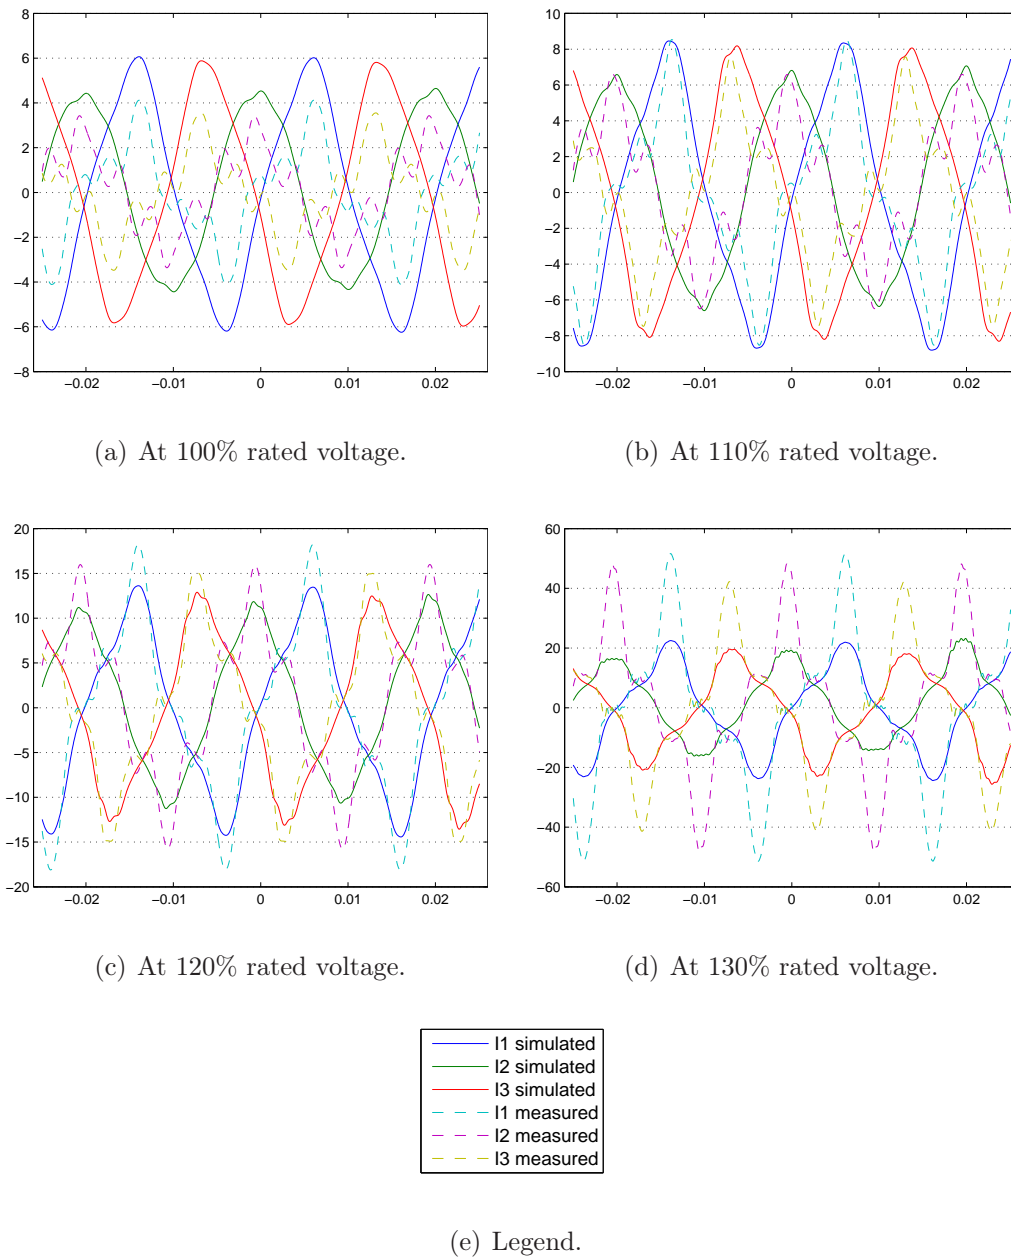 8
6
4
2
0
−2
−4
−6
−8
−0.02 −0.01 0 0.01 0.02
(a) At 100% rated voltage.
10
8
6
4
2
0
−2
−4
−6
−8
−10
−0.02 −0.01 0 0.01 0.02
(b) At 110% rated voltage.
20
15
10
5
0
−5
−10
−15
−20
−0.02 −0.01 0 0.01 0.02
(c) At 120% rated voltage.
60
40
20
0
−20
−40
−60
−0.02 −0.01 0 0.01 0.02
(d) At 130% rated voltage.
I1 simulated
I2 simulated
I3 simulated
I1 measured
I2 measured
I3 measured
(e) Legend.